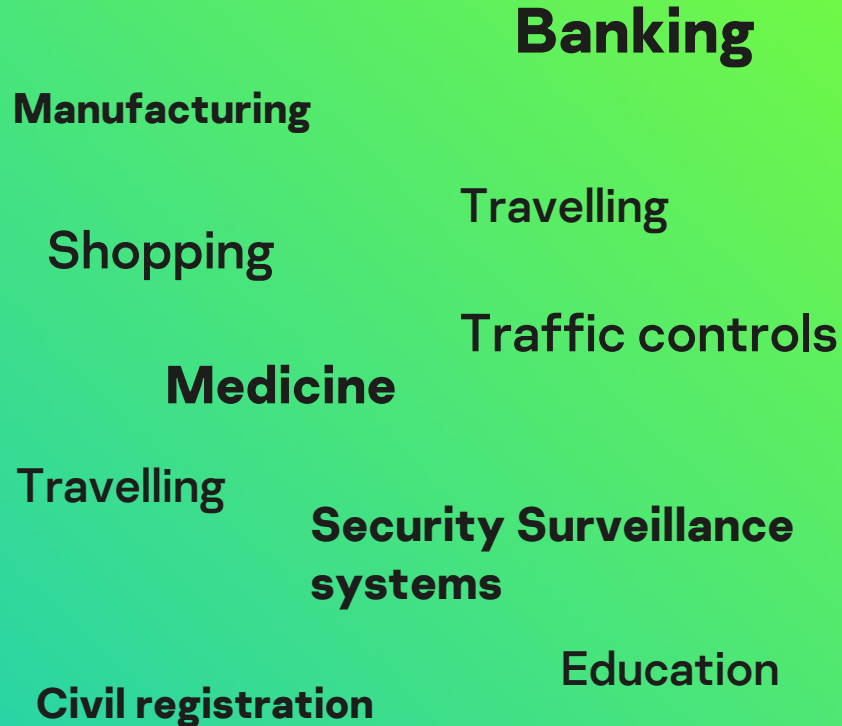 Banking
Manufacturing
Travelling
Shopping
Traffic controls
Medicine
Travelling
Security Surveillance
systems
Education
Civil registration